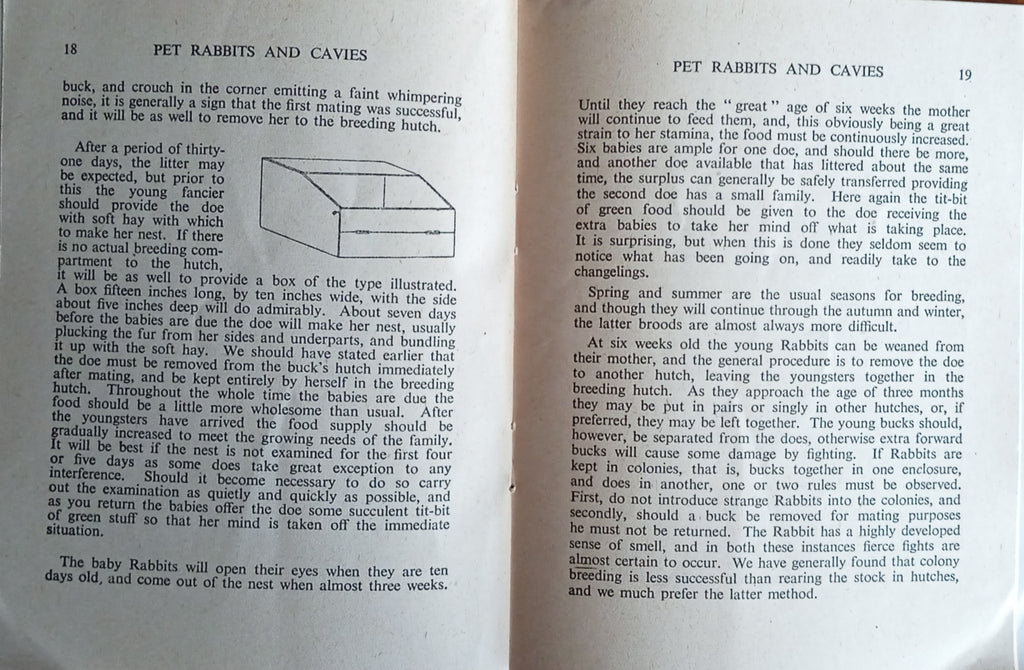 18 PET RABBITS AND CAVIES
buck, and crouch in the corner emitting a faint whimpering
noise, it is generally a sign that the first mating was successful,
and it will be as well to remove her to the breeding hutch.
After a period of thirty-
one days, the litter may
be expected, but prior to
this the young fancier
should provide the doe
with soft hay with which
to make her nest. If there
is no actual breeding com-
partment to the hutch,
it will be as well to provide a box of the type illustrated.
A box fifteen inches long, by ten inches wide, with the side
about five inches deep will do admirably. About seven days
before the babies are due the doe will make her nest, usually
plucking the fur from her sides and underparts, and bundling
it up with the soft hay. We should have stated earlier that
the doe must be removed from the buck's hutch immediately
after mating, and be kept entirely by herself in the breeding
hutch. Throughout the whole time the babies are due the
food should be a little more wholesome than usual. After
the youngsters have arrived the food supply should be
gradually increased to meet the growing needs of the family.
It will be best if the nest is not examined for the first four
or five days as some does take great exception to any
interference. Should it become necessary to do so carry
out the examination as quietly and quickly as possible, and
as you return the babies offer the doe some succulent tit-bit
of green stuff so that her mind is taken off the immediate
situation.
The baby Rabbits will open their eyes when they are ten
days old, and come out of the nest when almost three weeks.
PET RABBITS AND CAVIES 19
Until they reach the "great" age of six weeks the mother
will continue to feed them, and, this obviously being a great
strain to her stamina, the food must be continuously increased.
Six babies are ample for one doe, and should there be more,
and another doe available that has littered about the same
time, the surplus can generally be safely transferred providing
the second doe has a small family. Here again the tit-bit
of green food should be given to the doe receiving the
extra babies to take her mind off what is taking place.
It is surprising, but when this is done they seldom seem to
notice what has been going on, and readily take to the
changelings.
Spring and summer are the usual seasons for breeding,
and though they will continue through the autumn and winter,
the latter broods are almost always more difficult.
At six weeks old the young Rabbits can be weaned from
their mother, and the general procedure is to remove the doe
to another hutch, leaving the youngsters together in the
breeding hutch. As they approach the age of three months
they may be put in pairs or singly in other hutches, or, if
preferred, they may be left together. The young bucks should,
however, be separated from the does, otherwise extra forward
bucks will cause some damage by fighting. If Rabbits are
kept in colonies, that is, bucks together in one enclosure,
and does in another, one or two rules must be observed.
First, do not introduce strange Rabbits into the colonies, and
secondly, should a buck be removed for mating purposes
he must not be returned. The Rabbit has a highly developed
sense of smell, and in both these instances fierce fights are
almost certain to occur. We have generally found that colony
breeding is less successful than rearing the stock in hutches,
and we much prefer the latter method.